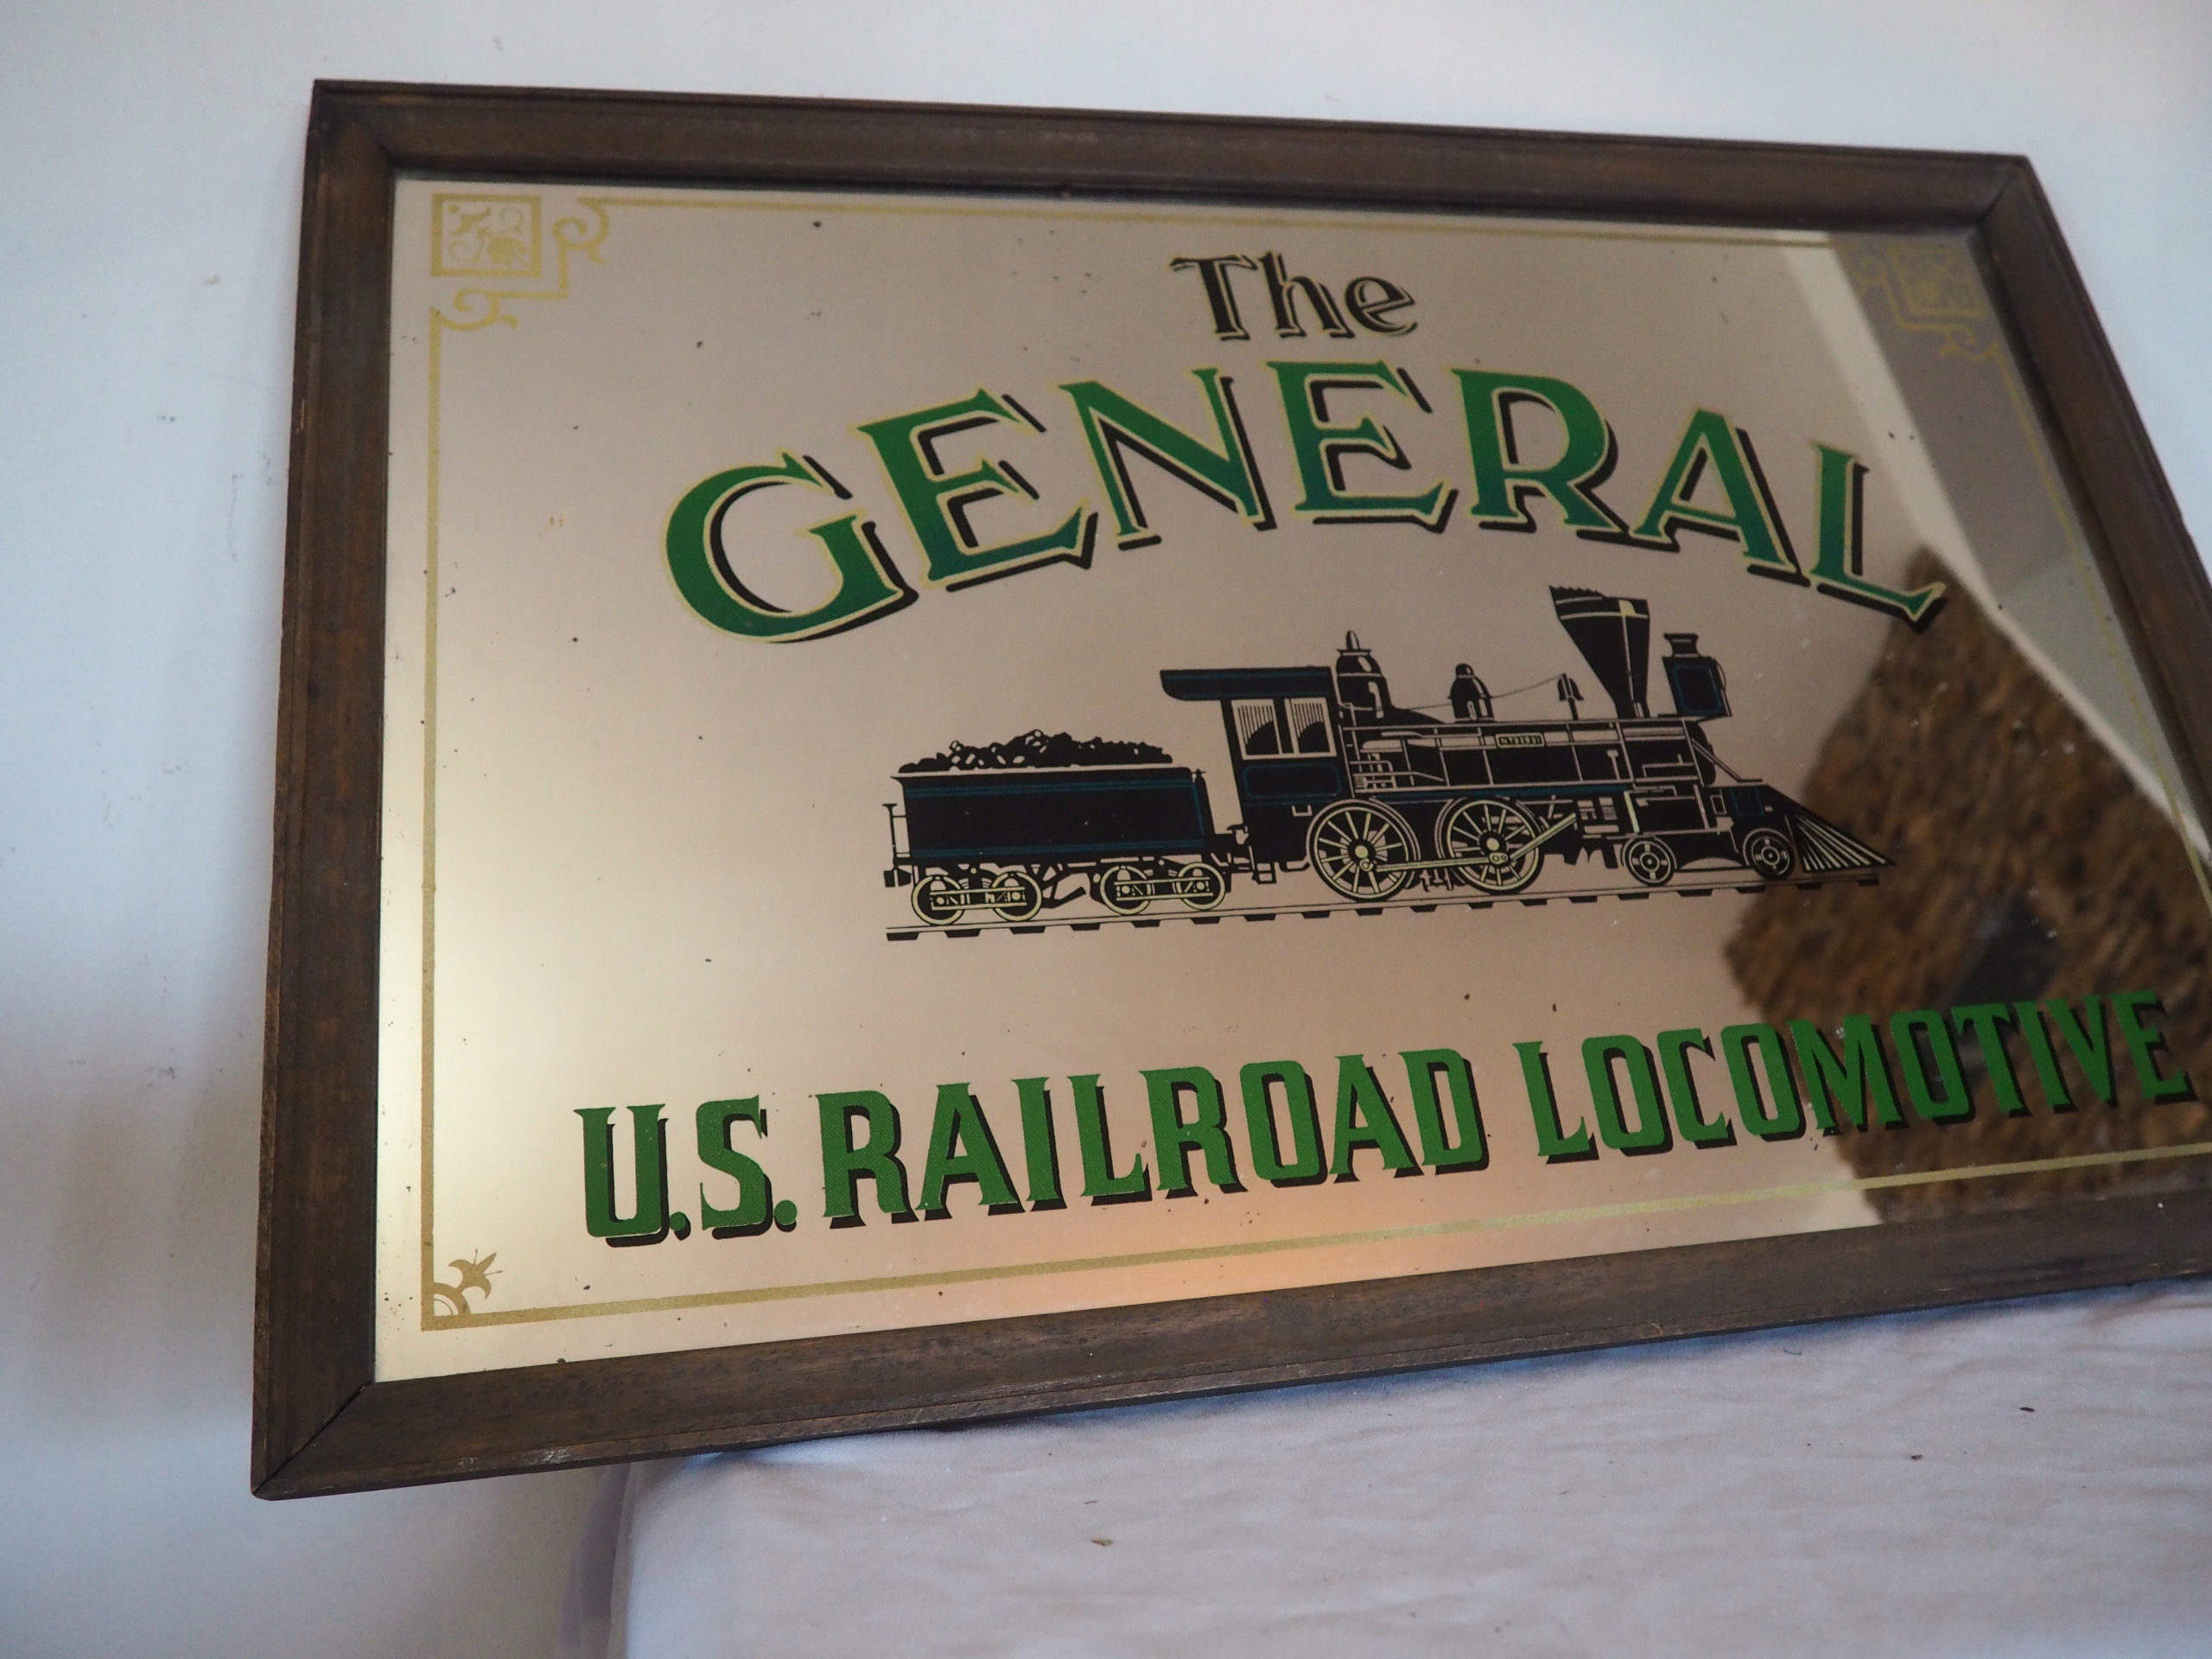 The
GENERAL
U.S. RAILROAD LOCOMOTIVE